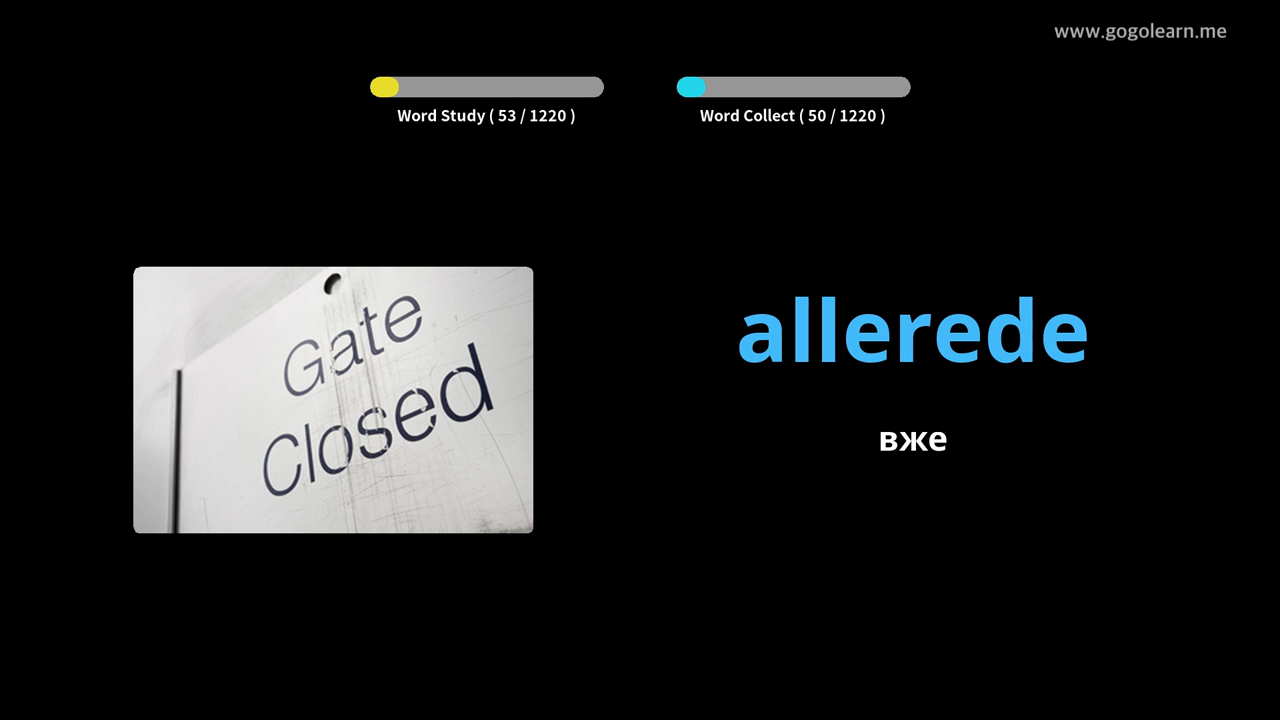 www.gogolearn.me
Word Study ( 53 / 1220 )
Word Collect ( 50 / 1220 )
Gate
Closed
allerede
вже